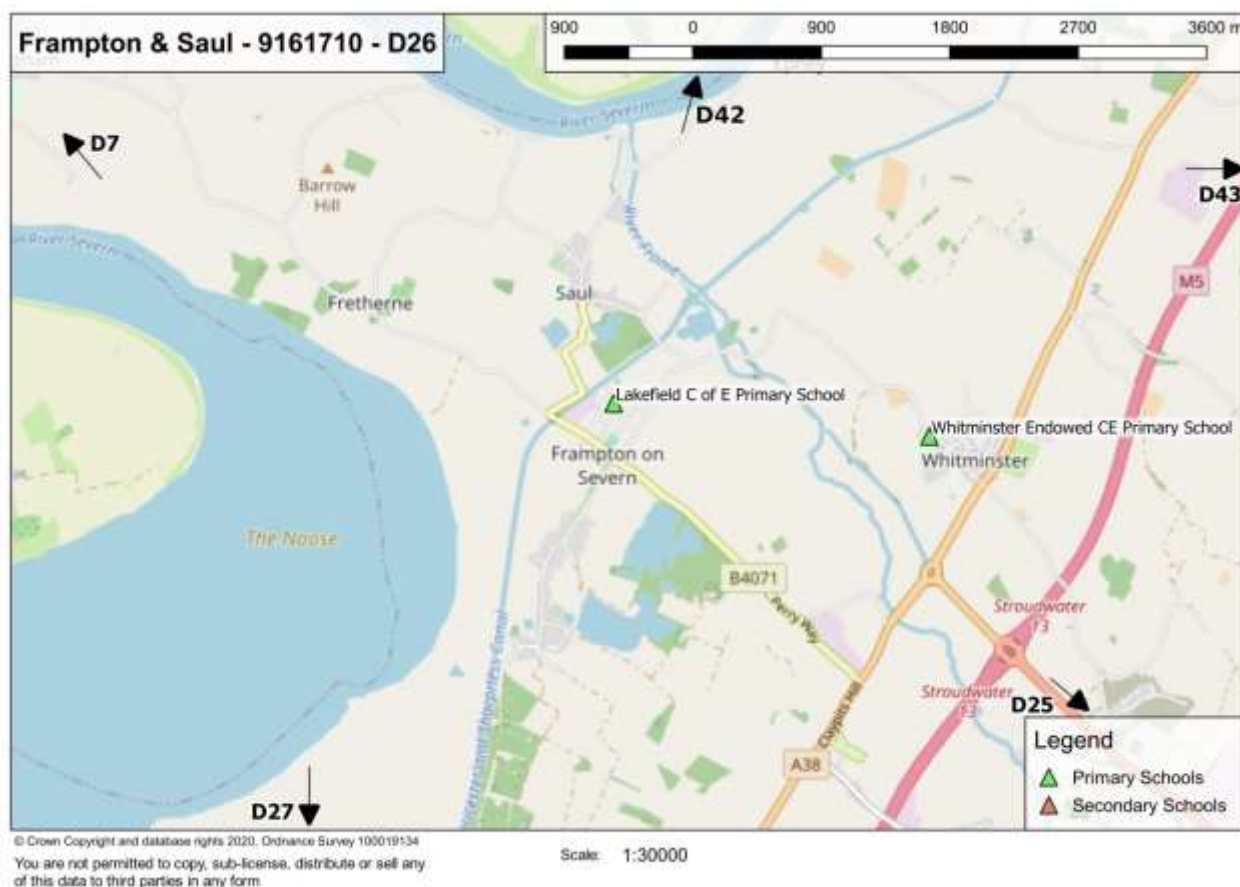 Frampton & Saul - 9161710 - D26
900 0 900 1800 2700 3600 m
River Severn
D42
D7
D43
Barrow
Hill
River Frome
River Severn
M5
Saul
Fretherne
Lakefield C of E Primary School
Whitminster Endowed CE Primary School
Whitminster
Frampton on
Severn
The Noose
B4071
Perry Way
Stroudwater
13
Stroudwater
12
D25
Claypits Hill
A38
D27
Legend
Primary Schools
Secondary Schools
© Crown Copyright and database rights 2020. Ordnance Survey 100019134
You are not permitted to copy, sub-license, distribute or sell any
of this data to third parties in any form
Scale: 1:30000